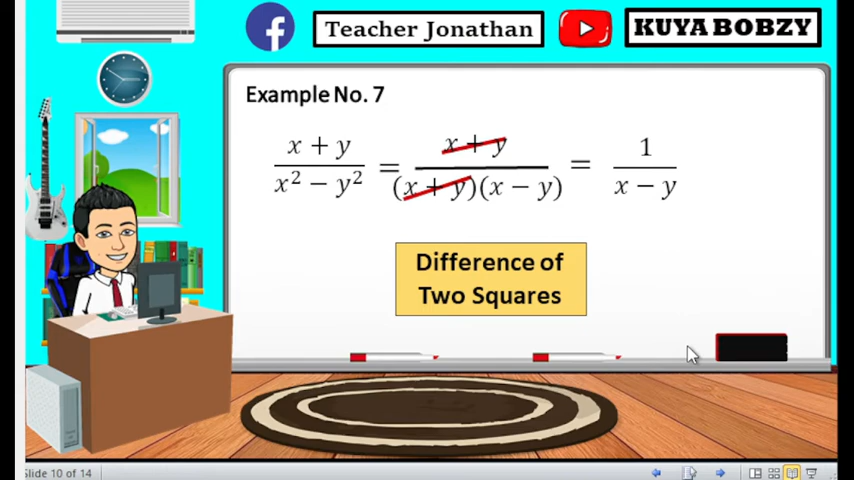 Teacher Jonathan
KUYA BOBZY
Example No. 7
x + y / x² − y² = x + y / (x + y)(x − y) = 1 / x − y
Difference of
Two Squares
Slide 10 of 14